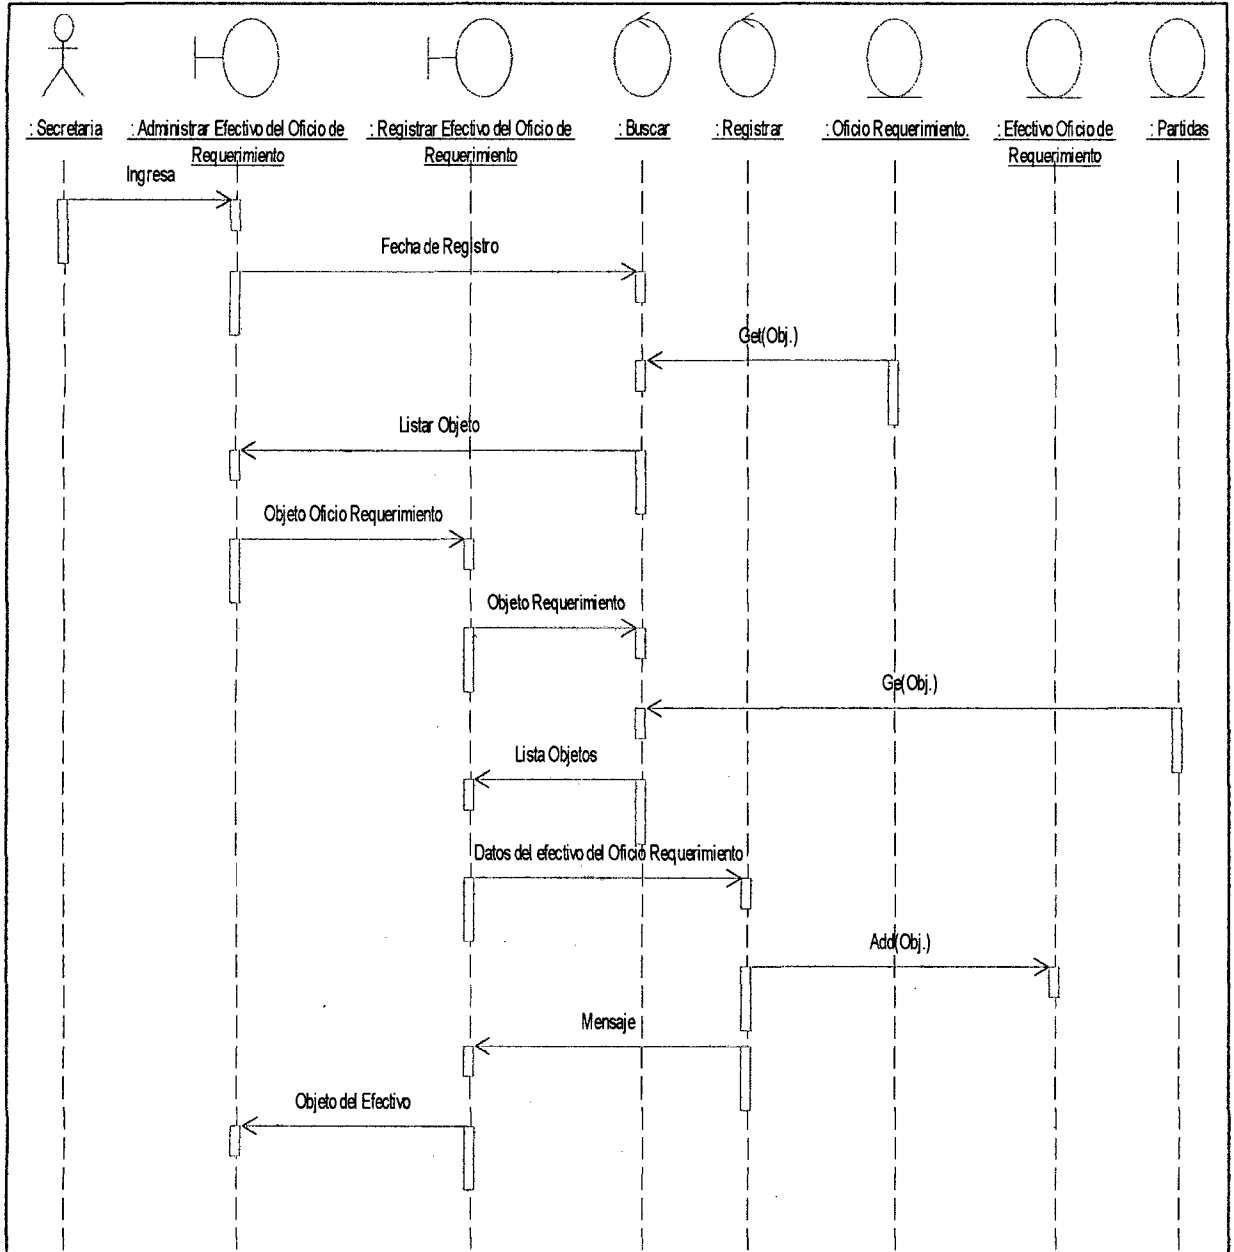 : Secretaria
: Administrar Efectivo del Oficio de
Requerimiento
: Registrar Efectivo del Oficio de
Requerimiento
: Buscar
: Registrar
: Oficio Requerimiento.
: Efectivo Oficio de
Requerimiento
: Partidas
Ingresa
Fecha de Registro
Get(Obj.)
Listar Objeto
Objeto Oficio Requerimiento
Objeto Requerimiento
Ge(Obj.)
Lista Objetos
Datos del efectivo del Oficio Requerimiento
Add(Obj.)
Mensaje
Objeto del Efectivo